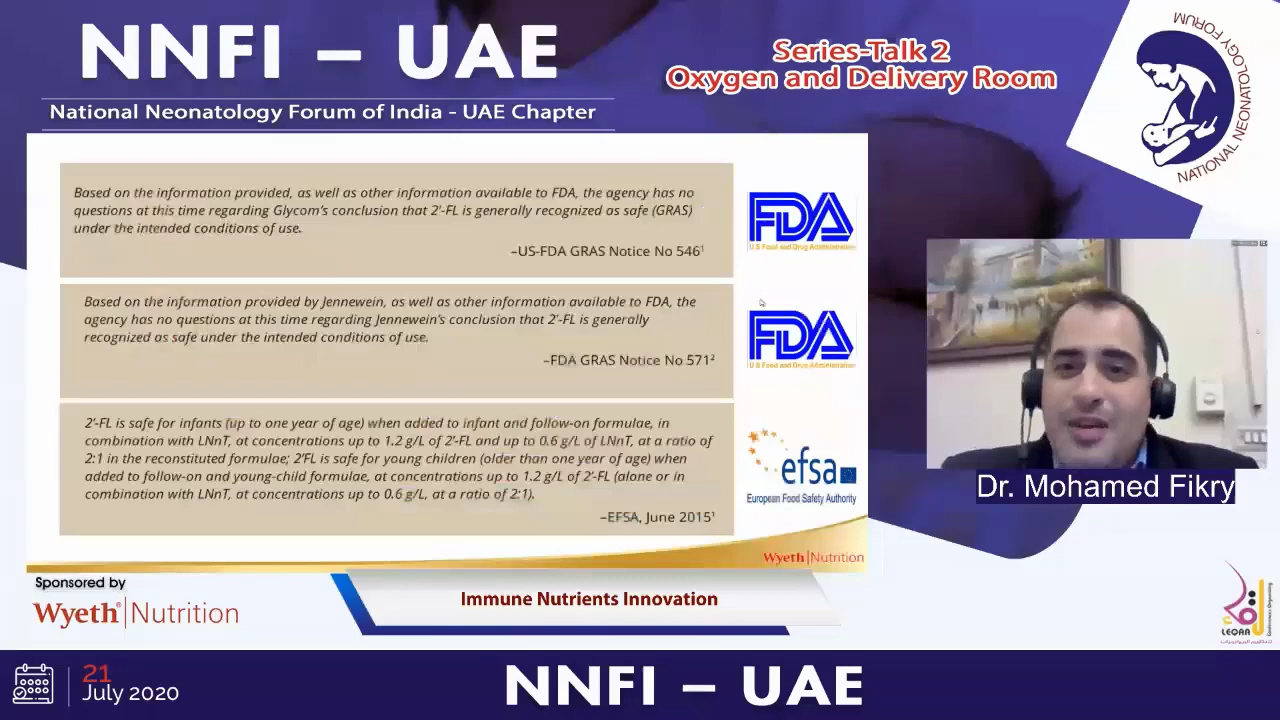 NNFI – UAE
National Neonatology Forum of India - UAE Chapter
Series-Talk 2
Oxygen and Delivery Room
NATIONAL NEONATOLOGY FORUM
Based on the information provided, as well as other information available to FDA, the agency has no
questions at this time regarding Glycom's conclusion that 2'-FL is generally recognized as safe (GRAS)
under the intended conditions of use.
–US-FDA GRAS Notice No 546¹
FDA
U S Food and Drug Administration
Based on the information provided by Jennewein, as well as other information available to FDA, the
agency has no questions at this time regarding Jennewein's conclusion that 2'-FL is generally
recognized as safe under the intended conditions of use.
–FDA GRAS Notice No 571²
FDA
U S Food and Drug Administration
2'-FL is safe for infants (up to one year of age) when added to infant and follow-on formulae, in
combination with LNnT, at concentrations up to 1.2 g/L of 2'-FL and up to 0.6 g/L of LNnT, at a ratio of
2:1 in the reconstituted formulae; 2'FL is safe for young children (older than one year of age) when
added to follow-on and young-child formulae, at concentrations up to 1.2 g/L of 2'-FL (alone or in
combination with LNnT, at concentrations up to 0.6 g/L, at a ratio of 2:1).
–EFSA, June 2015¹
efsa
European Food Safety Authority
Wyeth|Nutrition
Dr. Mohamed Fikry
Sponsored by
Wyeth®|Nutrition
Immune Nutrients Innovation
LEQAA
21
July 2020
NNFI – UAE